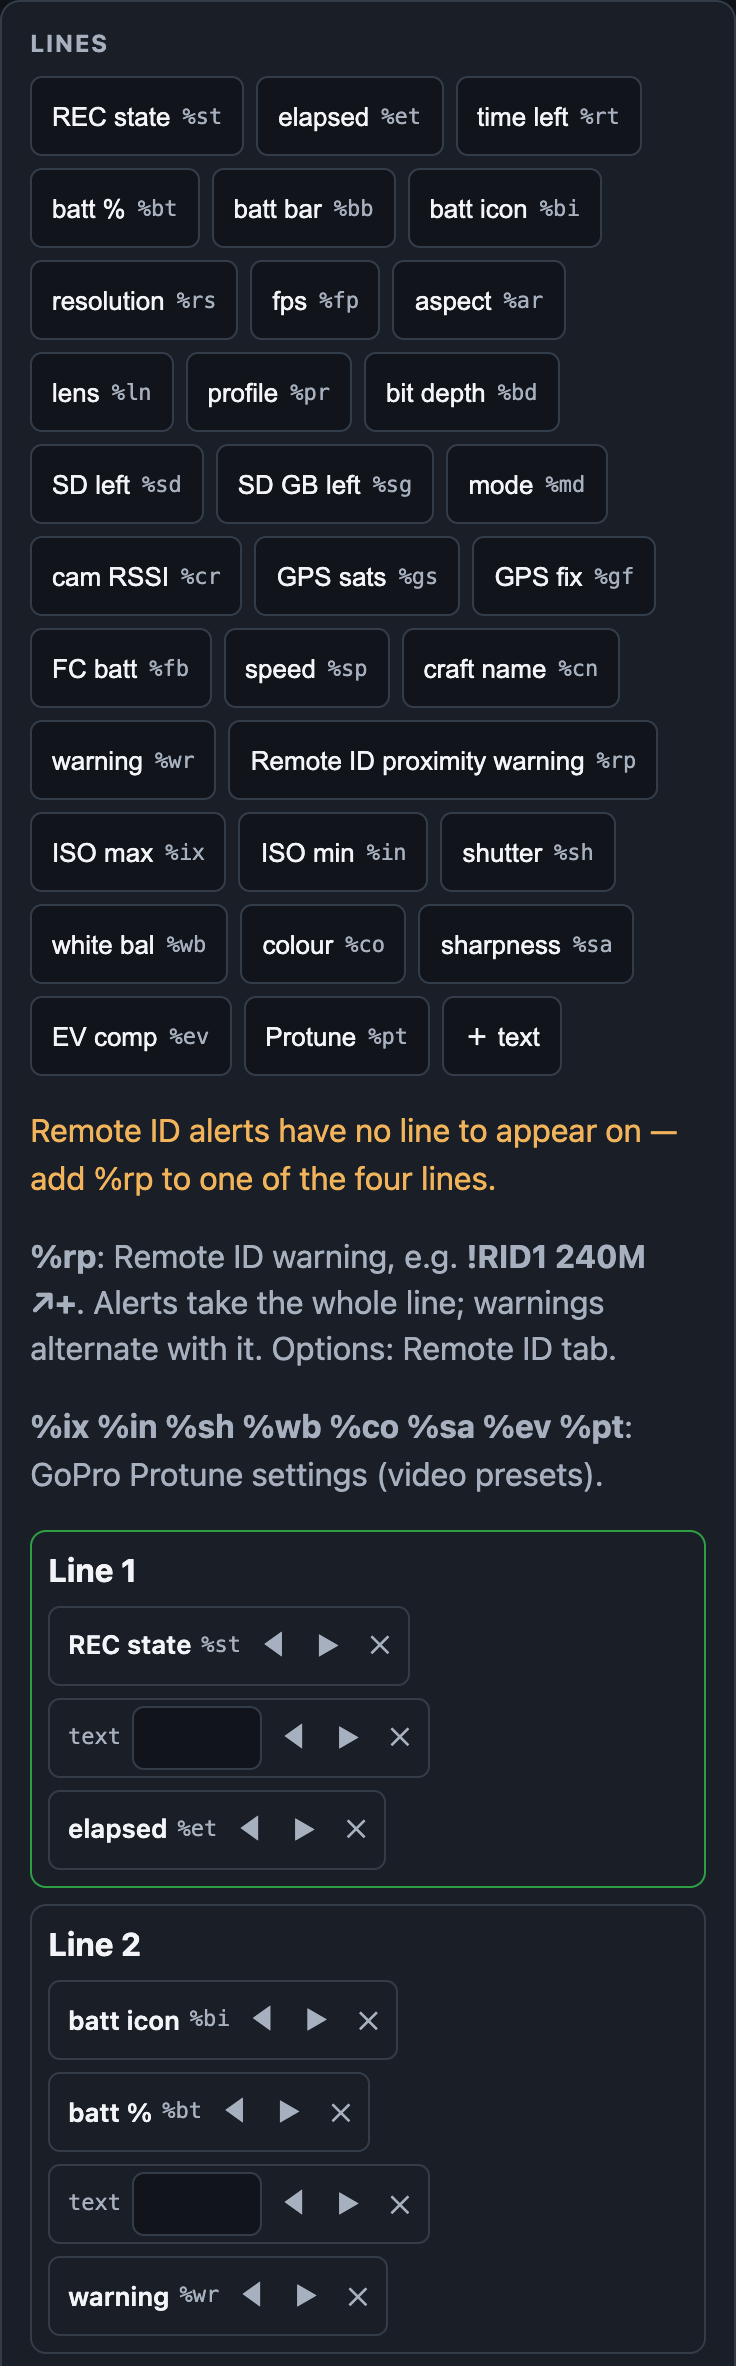 LINES
REC state %st elapsed %et time left %rt
batt % %bt batt bar %bb batt icon %bi
resolution %rs fps %fp aspect %ar
lens %ln profile %pr bit depth %bd
SD left %sd SD GB left %sg mode %md
cam RSSI %cr GPS sats %gs GPS fix %gf
FC batt %fb speed %sp craft name %cn
warning %wr Remote ID proximity warning %rp
ISO max %ix ISO min %in shutter %sh
white bal %wb colour %co sharpness %sa
EV comp %ev Protune %pt + text
Remote ID alerts have no line to appear on —
add %rp to one of the four lines.
%rp: Remote ID warning, e.g. !RID1 240M
↗+. Alerts take the whole line; warnings
alternate with it. Options: Remote ID tab.
%ix %in %sh %wb %co %sa %ev %pt:
GoPro Protune settings (video presets).
Line 1
REC state %st ◀ ▶ ×
text ◀ ▶ ×
elapsed %et ◀ ▶ ×
Line 2
batt icon %bi ◀ ▶ ×
batt % %bt ◀ ▶ ×
text ◀ ▶ ×
warning %wr ◀ ▶ ×